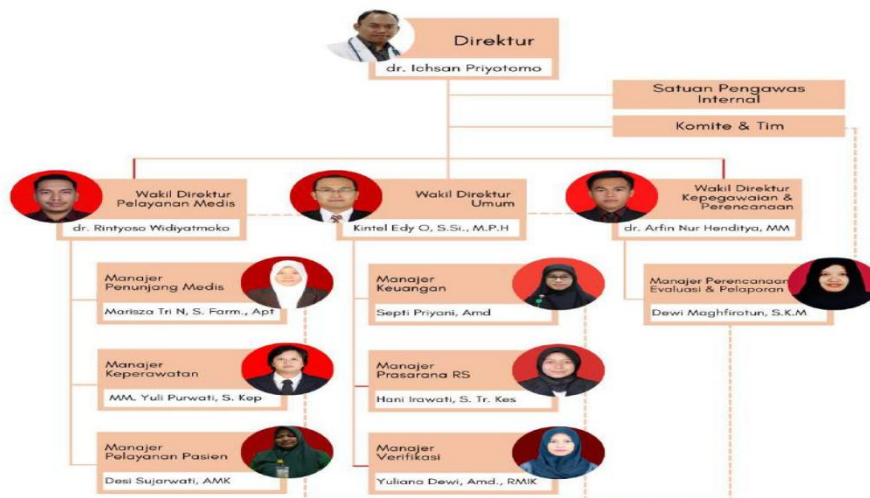 Direktur
dr. Ichsan Priyotomo
Satuan Pengawas
Internal
Komite & Tim
Wakil Direktur
Pelayanan Medis
dr. Rintyoso Widiyatmoko
Wakil Direktur
Umum
Kintel Edy O, S.Si., M.P.H
Wakil Direktur
Kepegawaian &
Perencanaan
dr. Arfin Nur Henditya, MM
Manajer
Penunjang Medis
Marisza Tri N, S. Farm., Apt
Manajer
Keperawatan
MM. Yuli Purwati, S. Kep
Manajer
Pelayanan Pasien
Desi Sujarwati, AMK
Manajer
Keuangan
Septi Priyani, Amd
Manajer
Prasarana RS
Hani Irawati, S. Tr. Kes
Manajer
Verifikasi
Yuliana Dewi, Amd., RMIK
Manajer Perencanaan
Evaluasi & Pelaporan
Dewi Maghfirotun, S.K.M